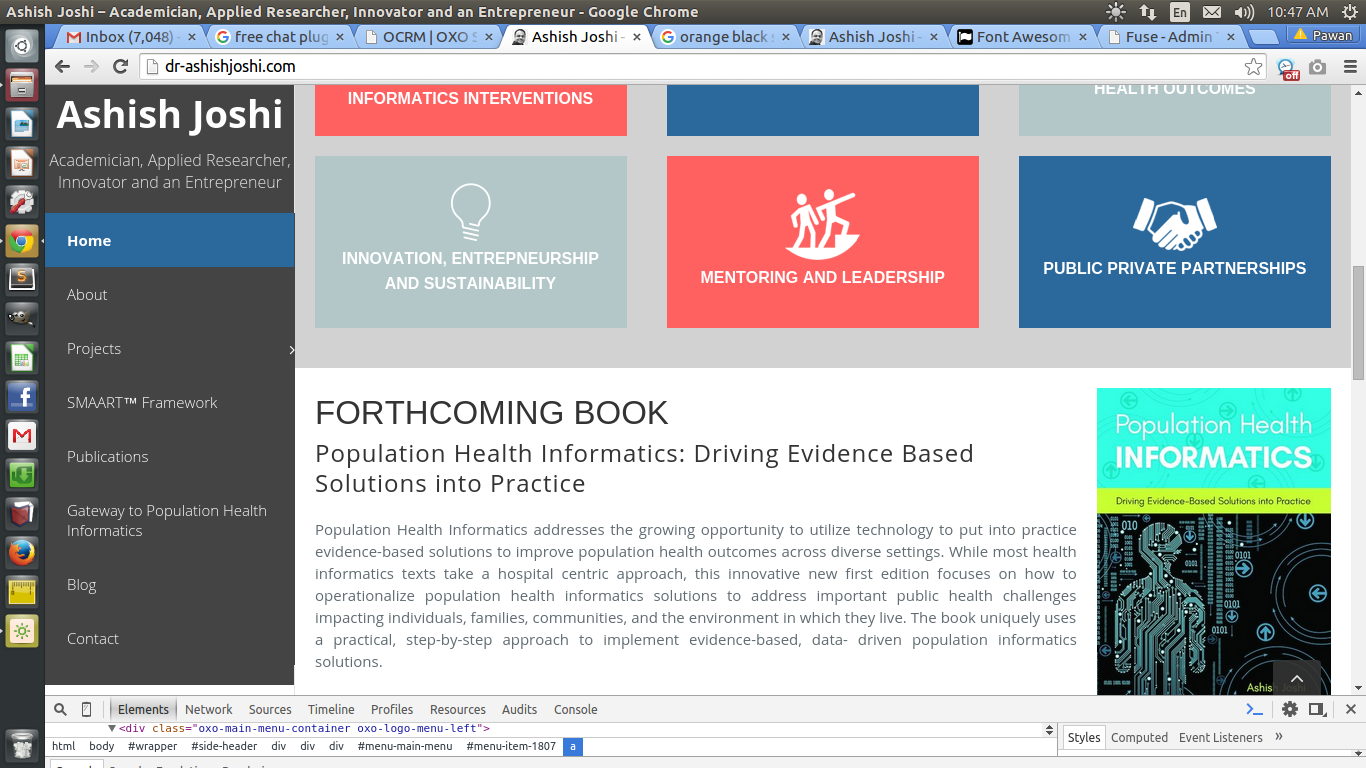 Ashish Joshi – Academician, Applied Researcher, Innovator and an Entrepreneur - Google Chrome
En
10:47 AM
Inbox (7,048) -
free chat plug
OCRM | OXO S
Ashish Joshi -
orange black s
Ashish Joshi -
Font Awesom
Fuse - Admin T
Pawan
dr-ashishjoshi.com
off
Ashish Joshi
Academician, Applied Researcher,
Innovator and an Entrepreneur
Home
About
Projects
SMAART™ Framework
Publications
Gateway to Population Health
Informatics
Blog
Contact
INFORMATICS INTERVENTIONS
HEALTH OUTCOMES
INNOVATION, ENTREPRNEURSHIP
AND SUSTAINABILITY
MENTORING AND LEADERSHIP
PUBLIC PRIVATE PARTNERSHIPS
FORTHCOMING BOOK
Population Health Informatics: Driving Evidence Based
Solutions into Practice
Population Health Informatics addresses the growing opportunity to utilize technology to put into practice
evidence-based solutions to improve population health outcomes across diverse settings. While most health
informatics texts take a hospital centric approach, this innovative new first edition focuses on how to
operationalize population health informatics solutions to address important public health challenges
impacting individuals, families, communities, and the environment in which they live. The book uniquely uses
a practical, step-by-step approach to implement evidence-based, data- driven population informatics
solutions.
Population Health
INFORMATICS
Driving Evidence-Based Solutions into Practice
Ashish Joshi
Elements
Network
Sources
Timeline
Profiles
Resources
Audits
Console
<div class="oxo-main-menu-container oxo-logo-menu-left">
html body #wrapper #side-header div div div #menu-main-menu #menu-item-1807 a
Styles
Computed
Event Listeners